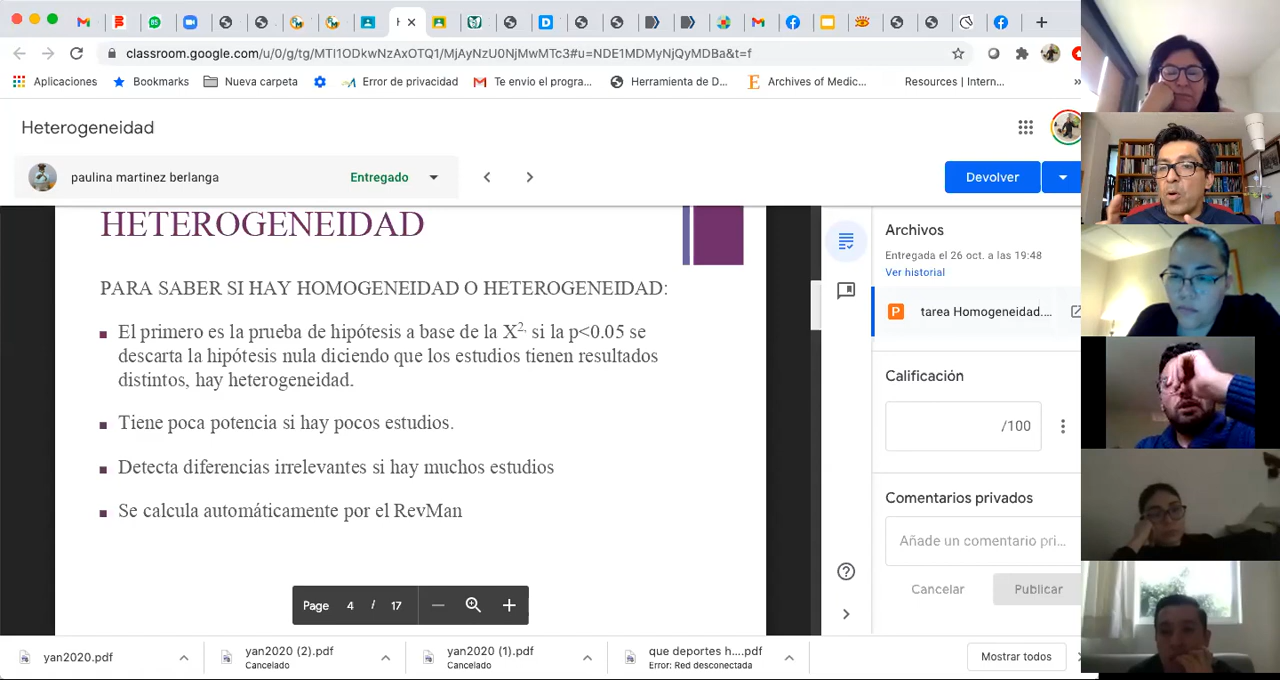 classroom.google.com/u/0/g/tg/MTI1ODkwNzAxOTQ1/MjAyNzU0NjMwMTc3#u=NDE1MDMyNjQyMDBa&t=f
Aplicaciones
Bookmarks
Nueva carpeta
Error de privacidad
Te envio el progra...
Herramienta de D...
Archives of Medic...
Resources | Intern...
»
Heterogeneidad
paulina martinez berlanga
Entregado
Devolver
HETEROGENEIDAD
PARA SABER SI HAY HOMOGENEIDAD O HETEROGENEIDAD:
El primero es la prueba de hipótesis a base de la X2, si la p<0.05 se
descarta la hipótesis nula diciendo que los estudios tienen resultados
distintos, hay heterogeneidad.
Tiene poca potencia si hay pocos estudios.
Detecta diferencias irrelevantes si hay muchos estudios
Se calcula automáticamente por el RevMan
Page 4 / 17
Archivos
Entregada el 26 oct. a las 19:48
Ver historial
tarea Homogeneidad....
Calificación
/100
Comentarios privados
Añade un comentario pri...
Cancelar
Publicar
yan2020.pdf
yan2020 (2).pdf
Cancelado
yan2020 (1).pdf
Cancelado
que deportes h....pdf
Error: Red desconectada
Mostrar todos